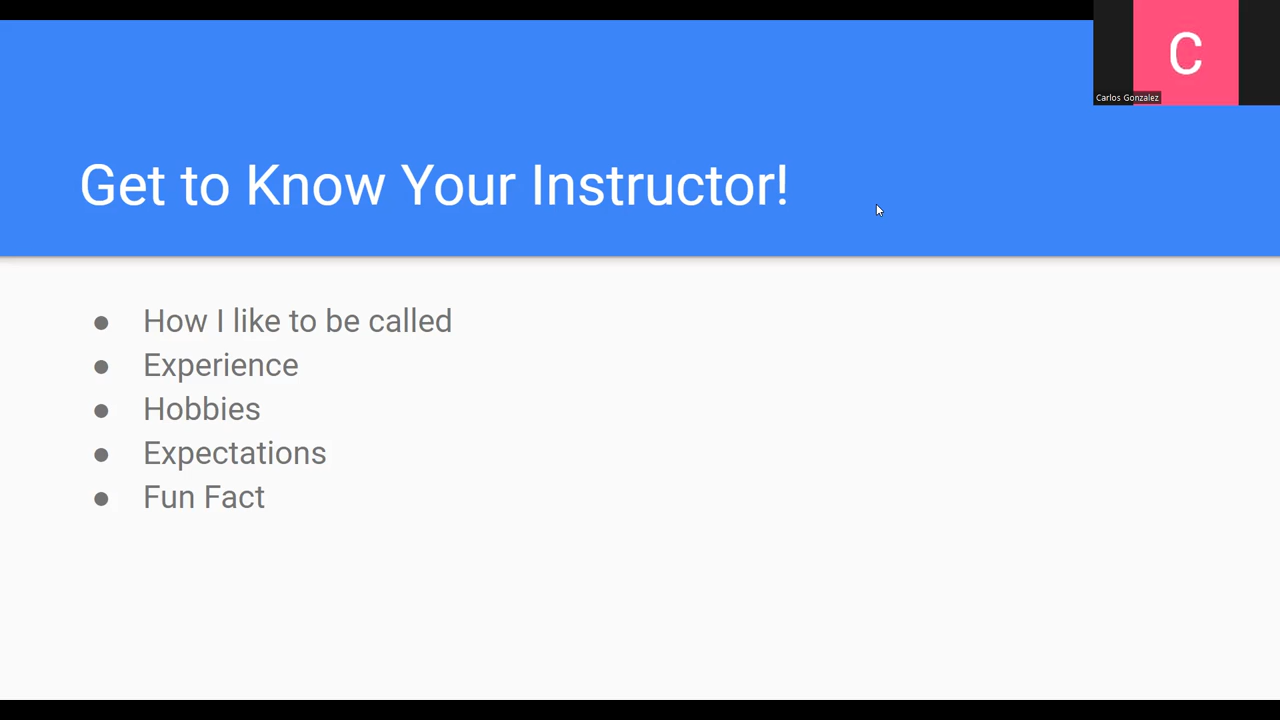 C
Carlos Gonzalez
Get to Know Your Instructor!
● How I like to be called
● Experience
● Hobbies
● Expectations
● Fun Fact